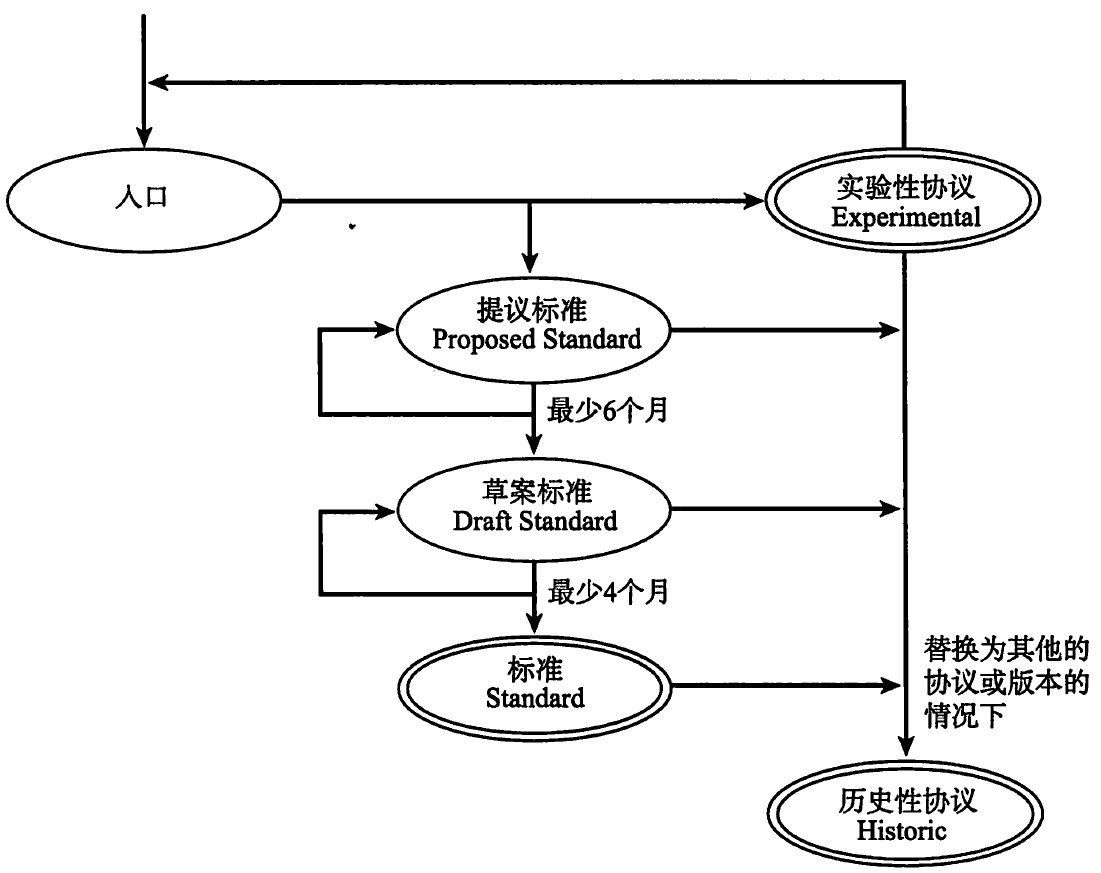 人口
实验性协议
Experimental
提议标准
Proposed Standard
最少6个月
草案标准
Draft Standard
最少4个月
标准
Standard
替换为其他的
协议或版本的
情况下
历史性协议
Historic